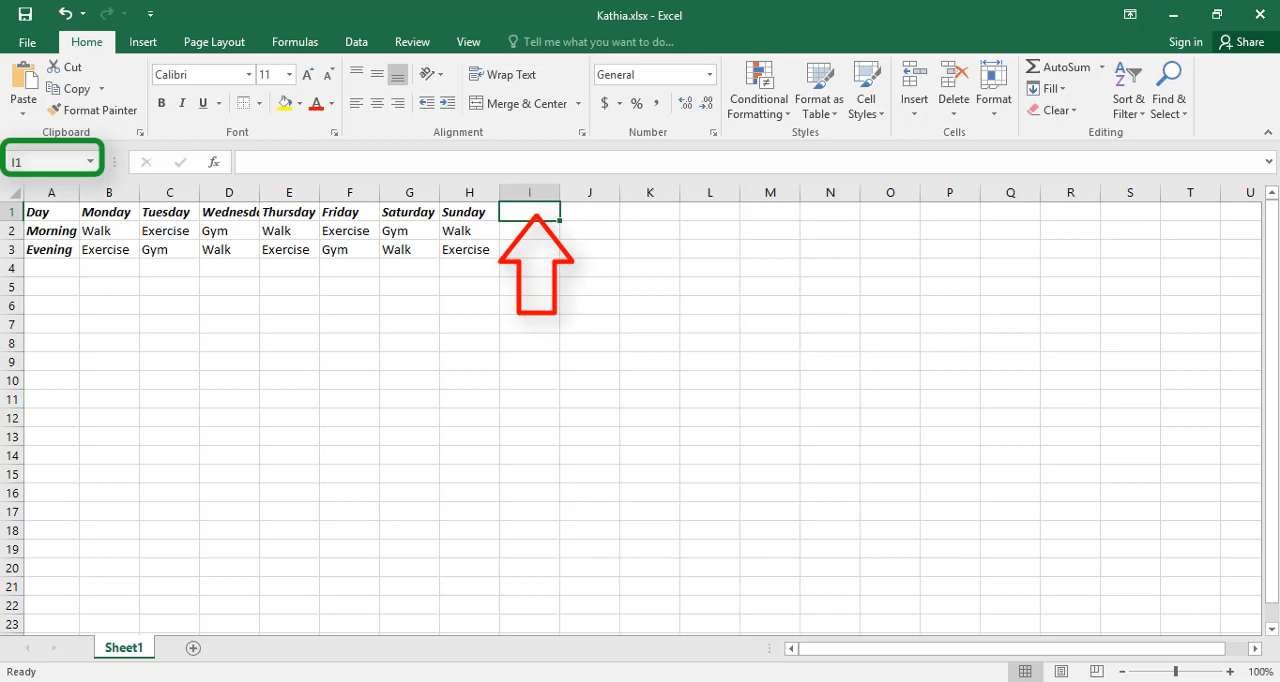 Kathia.xlsx - Excel
File Home Insert Page Layout Formulas Data Review View Tell me what you want to do... Sign in Share
Paste Cut Copy Format Painter
Clipboard
Calibri 11
B I U A
Font
Wrap Text
Merge & Center
Alignment
General
$ % ,
Number
Conditional Formatting
Format as Table
Cell Styles
Styles
Insert Delete Format
Cells
AutoSum
Fill
Clear
Sort & Filter
Find & Select
Editing
I1 fx
A B C D E F G H I J K L M N O P Q R S T U
1 Day Monday Tuesday Wednesd Thursday Friday Saturday Sunday
2 Morning Walk Exercise Gym Walk Exercise Gym Walk
3 Evening Exercise Gym Walk Exercise Gym Walk Exercise
4
5
6
7
8
9
10
11
12
13
14
15
16
17
18
19
20
21
22
23
Sheet1
Ready 100%